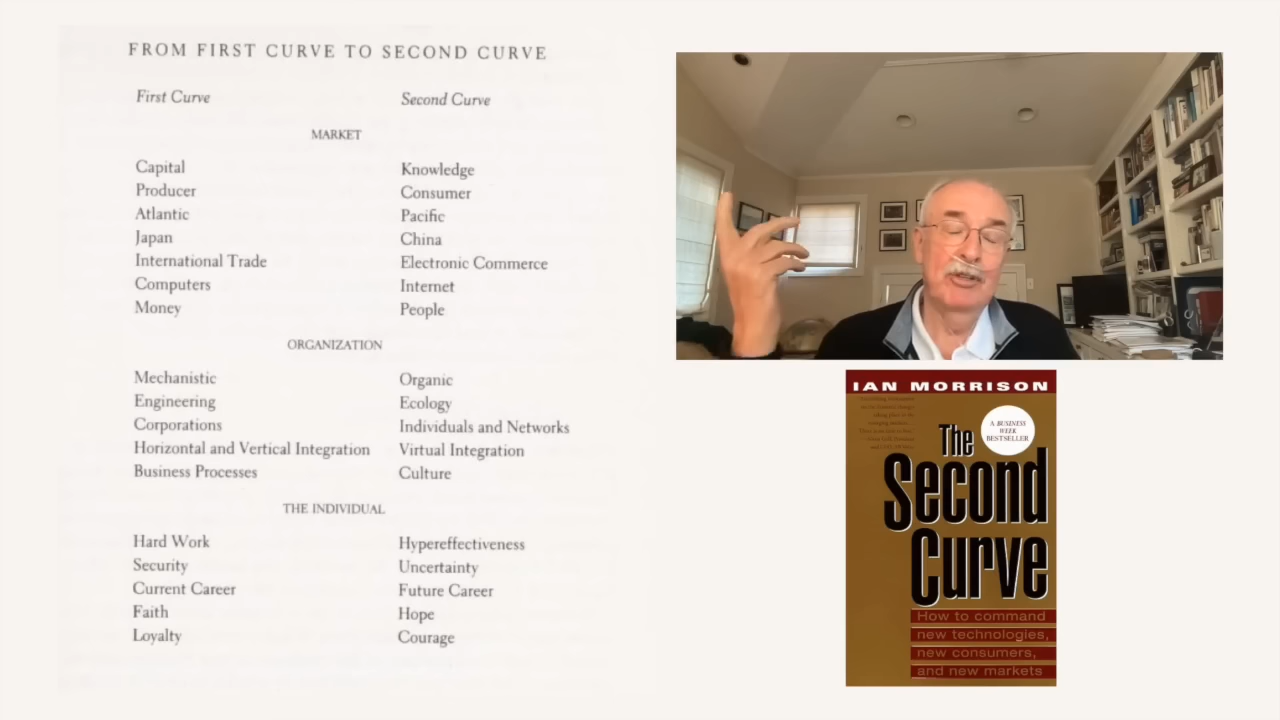 FROM FIRST CURVE TO SECOND CURVE
First Curve Second Curve
MARKET
Capital Knowledge
Producer Consumer
Atlantic Pacific
Japan China
International Trade Electronic Commerce
Computers Internet
Money People
ORGANIZATION
Mechanistic Organic
Engineering Ecology
Corporations Individuals and Networks
Horizontal and Vertical Integration Virtual Integration
Business Processes Culture
THE INDIVIDUAL
Hard Work Hypereffectiveness
Security Uncertainty
Current Career Future Career
Faith Hope
Loyalty Courage
IAN MORRISON
A BUSINESS
WEEK
BESTSELLER
The
Second
Curve
How to command
new technologies,
new consumers,
and new markets